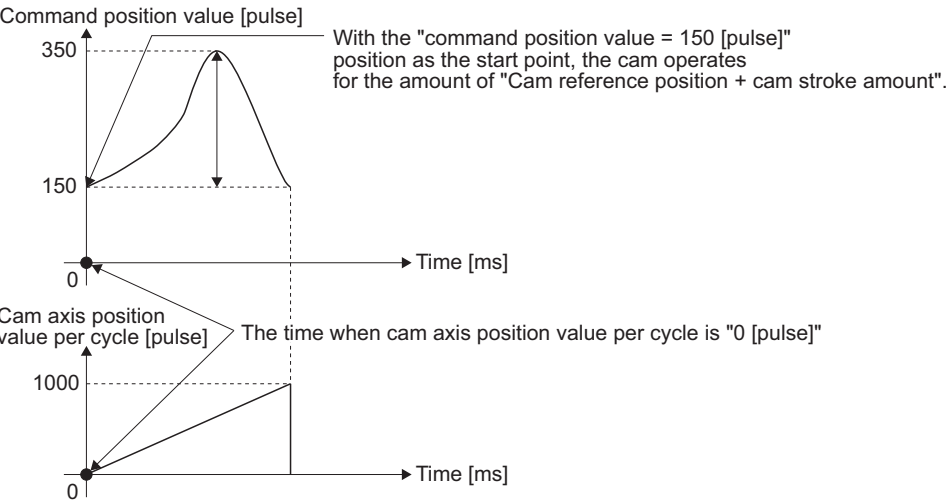 Command position value [pulse]
350
With the "command position value = 150 [pulse]"
position as the start point, the cam operates
for the amount of "Cam reference position + cam stroke amount".
150
0
Time [ms]
Cam axis position
value per cycle [pulse]
The time when cam axis position value per cycle is "0 [pulse]"
1000
0
Time [ms]